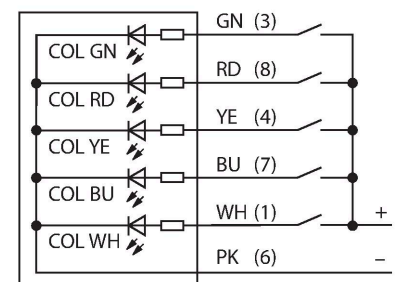 GN (3)
COL GN
RD (8)
COL RD
YE (4)
COL YE
BU (7)
COL BU
WH (1) +
COL WH
PK (6) –